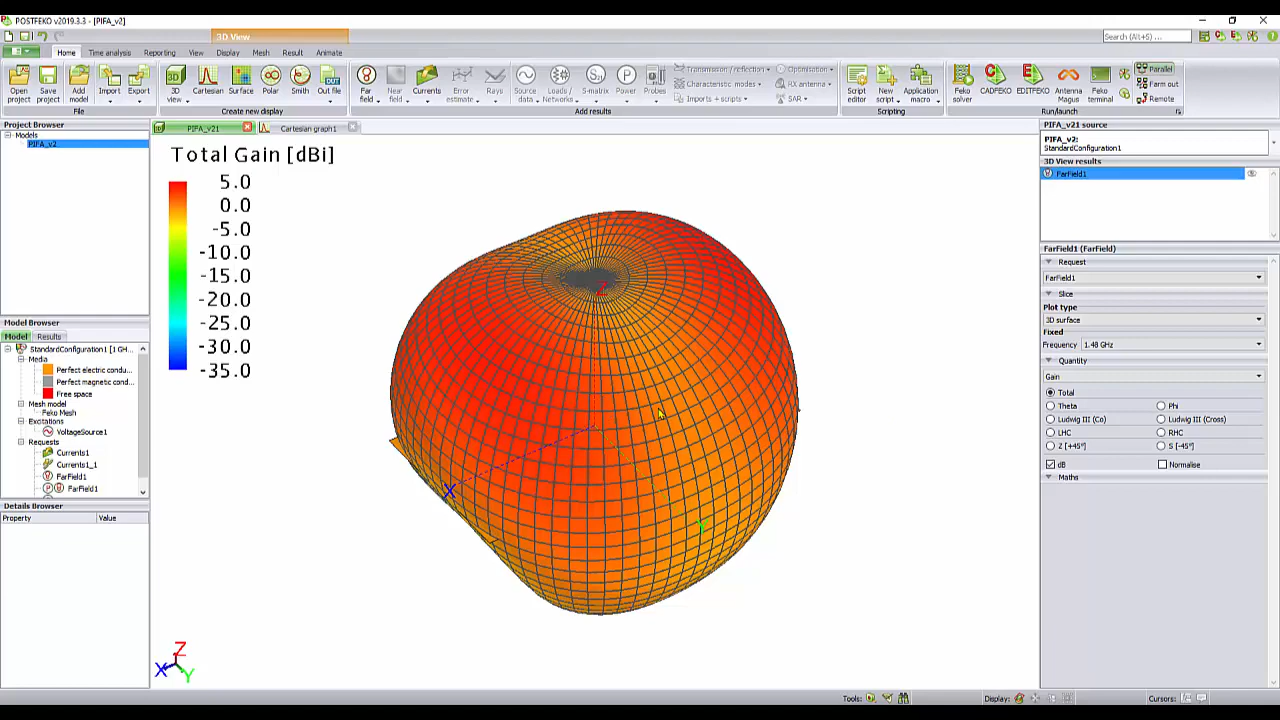 POSTFEKO v2019.3.3 - [PIFA_v2]
3D View
Home Time analysis Reporting View Display Mesh Result Animate
Search (Alt+S) ...
Open project Save project Add model Import Export
3D view Cartesian Surface Polar Smith Out file
Far field Near field Currents Error estimate Rays Source data Loads / Networks S-matrix Power Probes
Transmission / reflection Optimisation
Characteristic modes RX antenna
Imports + scripts SAR
Script editor New script Application macro
Feko solver CADFEKO EDITFEKO Antenna Magus Feko terminal
Parallel
Farm out
Remote
File Create new display Add results Scripting Run/launch
Project Browser
Models
PIFA_v2
PIFA_v21 Cartesian graph1
Total Gain [dBi]
5.0
0.0
-5.0
-10.0
-15.0
-20.0
-25.0
-30.0
-35.0
Z
X
Y
Z
X Y
Model Browser
Model Results
StandardConfiguration1 [1 GH...
Media
Perfect electric condu...
Perfect magnetic cond...
Free space
Mesh model
Feko Mesh
Excitations
VoltageSource1
Requests
Currents1
Currents1_1
FarField1
FarField1
Details Browser
Property Value
PIFA_v21 source
PIFA_v2:
StandardConfiguration1
3D View results
FarField1
FarField1 (FarField)
Request
FarField1
Slice
Plot type
3D surface
Fixed
Frequency 1.48 GHz
Quantity
Gain
Total
Theta Phi
Ludwig III (Co) Ludwig III (Cross)
LHC RHC
Z [+45°] S [-45°]
dB Normalise
Maths
Tools: Display: Cursors: